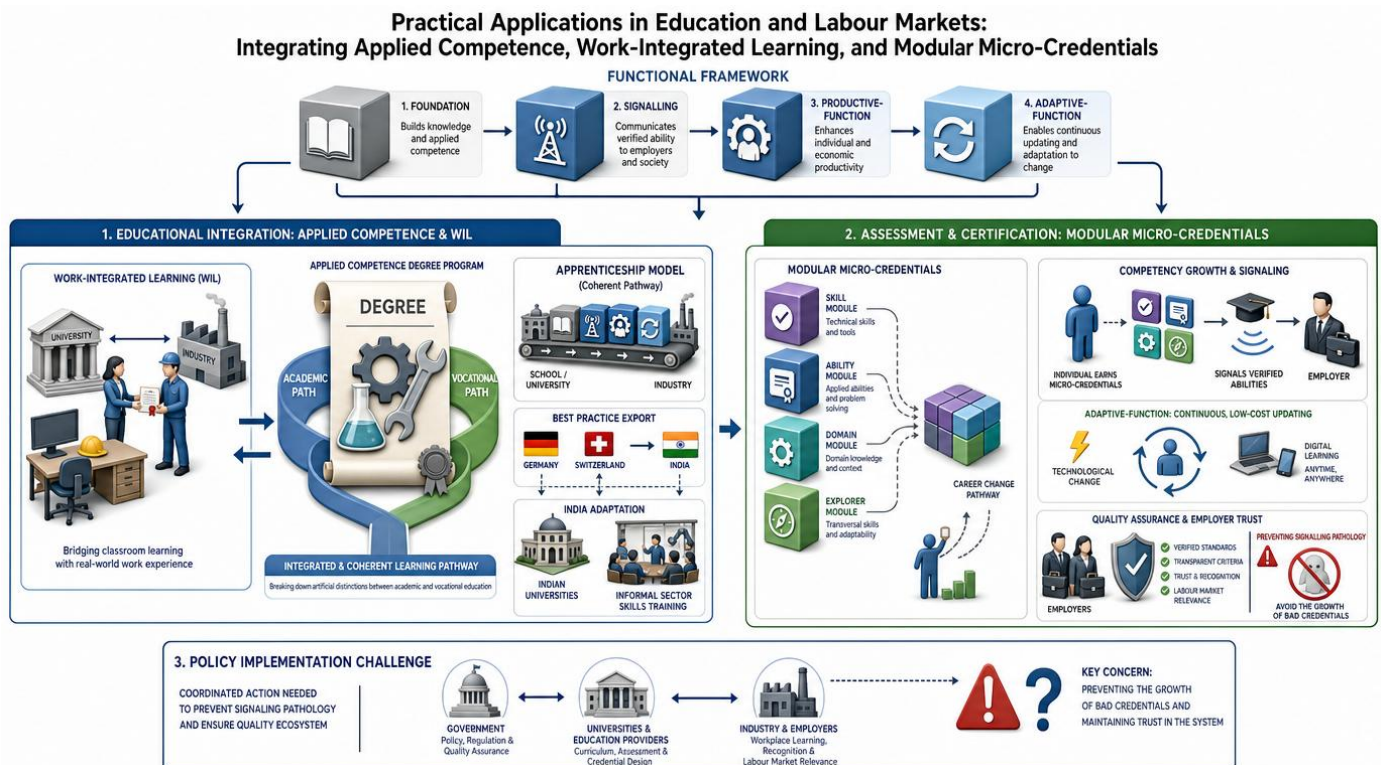 Practical Applications in Education and Labour Markets:
Integrating Applied Competence, Work-Integrated Learning, and Modular Micro-Credentials
FUNCTIONAL FRAMEWORK
1. FOUNDATION
Builds knowledge
and applied
competence
2. SIGNALLING
Communicates
verified ability
to employers
and society
3. PRODUCTIVE-
FUNCTION
Enhances
individual and
economic
productivity
4. ADAPTIVE-
FUNCTION
Enables continuous
updating and
adaptation to
change
1. EDUCATIONAL INTEGRATION: APPLIED COMPETENCE & WIL
WORK-INTEGRATED LEARNING (WIL)
UNIVERSITY
INDUSTRY
Bridging classroom learning
with real-world work experience
APPLIED COMPETENCE DEGREE PROGRAM
DEGREE
ACADEMIC
PATH
VOCATIONAL
PATH
INTEGRATED & COHERENT LEARNING PATHWAY
Breaking down artificial distinctions between academic and vocational education
APPRENTICESHIP MODEL
(Coherent Pathway)
SCHOOL /
UNIVERSITY
INDUSTRY
BEST PRACTICE EXPORT
GERMANY
SWITZERLAND
INDIA
INDIA ADAPTATION
INDIAN
UNIVERSITIES
INFORMAL SECTOR
SKILLS TRAINING
2. ASSESSMENT & CERTIFICATION: MODULAR MICRO-CREDENTIALS
MODULAR MICRO-CREDENTIALS
SKILL
MODULE
Technical skills
and tools
ABILITY
MODULE
Applied abilities
and problem
solving
DOMAIN
MODULE
Domain knowledge
and context
EXPLORER
MODULE
Transversal skills
and adaptability
CAREER CHANGE
PATHWAY
COMPETENCY GROWTH & SIGNALING
INDIVIDUAL EARNS
MICRO-CREDENTIALS
SIGNALS VERIFIED
ABILITIES
EMPLOYER
ADAPTIVE-FUNCTION: CONTINUOUS, LOW-COST UPDATING
TECHNOLOGICAL
CHANGE
DIGITAL
LEARNING
ANYTIME,
ANYWHERE
QUALITY ASSURANCE & EMPLOYER TRUST
EMPLOYERS
VERIFIED STANDARDS
TRANSPARENT CRITERIA
TRUST & RECOGNITION
LABOUR MARKET
RELEVANCE
PREVENTING SIGNALLING PATHOLOGY
AVOID THE GROWTH
OF BAD CREDENTIALS
3. POLICY IMPLEMENTATION CHALLENGE
COORDINATED ACTION NEEDED
TO PREVENT SIGNALING PATHOLOGY
AND ENSURE QUALITY ECOSYSTEM
GOVERNMENT
Policy, Regulation &
Quality Assurance
UNIVERSITIES &
EDUCATION PROVIDERS
Curriculum, Assessment &
Credential Design
INDUSTRY & EMPLOYERS
Workplace Learning,
Recognition &
Labour Market Relevance
KEY CONCERN:
PREVENTING THE GROWTH
OF BAD CREDENTIALS AND
MAINTAINING TRUST IN THE SYSTEM